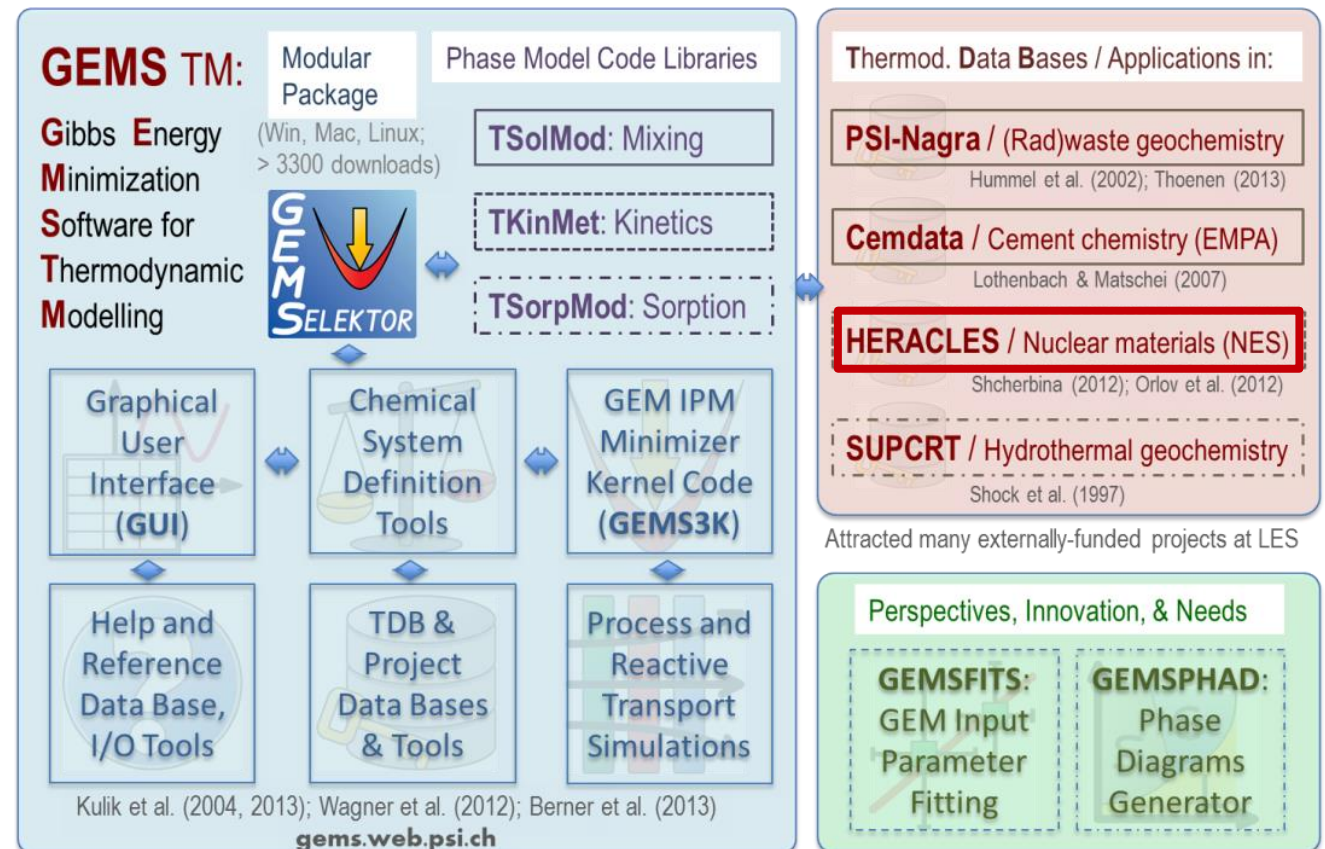 GEMS TM:
Gibbs Energy
Minimization
Software for
Thermodynamic
Modelling
Modular
Package
(Win, Mac, Linux;
> 3300 downloads)
GEM
SELEKTOR
Phase Model Code Libraries
TSolMod: Mixing
TKinMet: Kinetics
TSorpMod: Sorption
Graphical
User
Interface
(GUI)
Chemical
System
Definition
Tools
GEM IPM
Minimizer
Kernel Code
(GEMS3K)
Help and
Reference
Data Base,
I/O Tools
TDB &
Project
Data Bases
& Tools
Process and
Reactive
Transport
Simulations
Kulik et al. (2004, 2013); Wagner et al. (2012); Berner et al. (2013)
gems.web.psi.ch
Thermod. Data Bases / Applications in:
PSI-Nagra / (Rad)waste geochemistry
Hummel et al. (2002); Thoenen (2013)
Cemdata / Cement chemistry (EMPA)
Lothenbach & Matschei (2007)
HERACLES / Nuclear materials (NES)
Shcherbina (2012); Orlov et al. (2012)
SUPCRT / Hydrothermal geochemistry
Shock et al. (1997)
Attracted many externally-funded projects at LES
Perspectives, Innovation, & Needs
GEMSFITS:
GEM Input
Parameter
Fitting
GEMSPHAD:
Phase
Diagrams
Generator